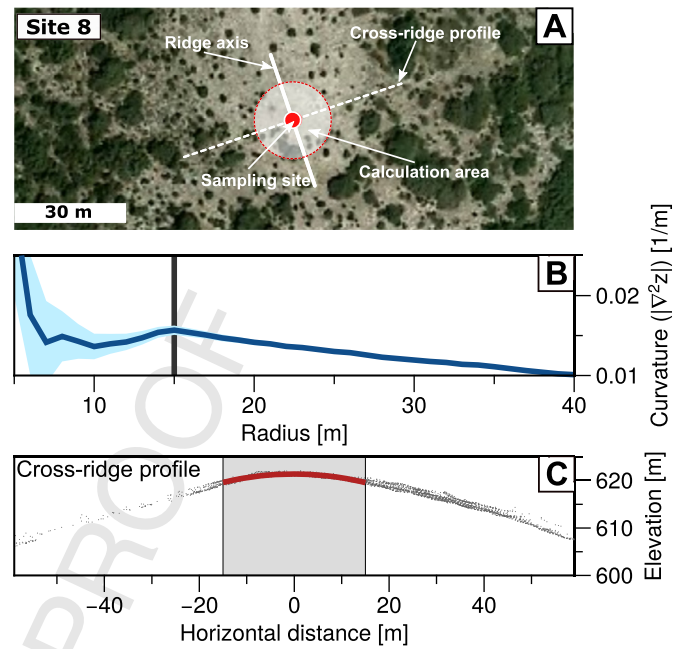 Site 8
A
Ridge axis
Cross-ridge profile
Sampling site
Calculation area
30 m
B
0.02
0.01
Curvature (|∇²z|) [1/m]
10
20
30
40
Radius [m]
Cross-ridge profile
C
620
610
600
Elevation [m]
−40
−20
0
20
40
Horizontal distance [m]
PROOF